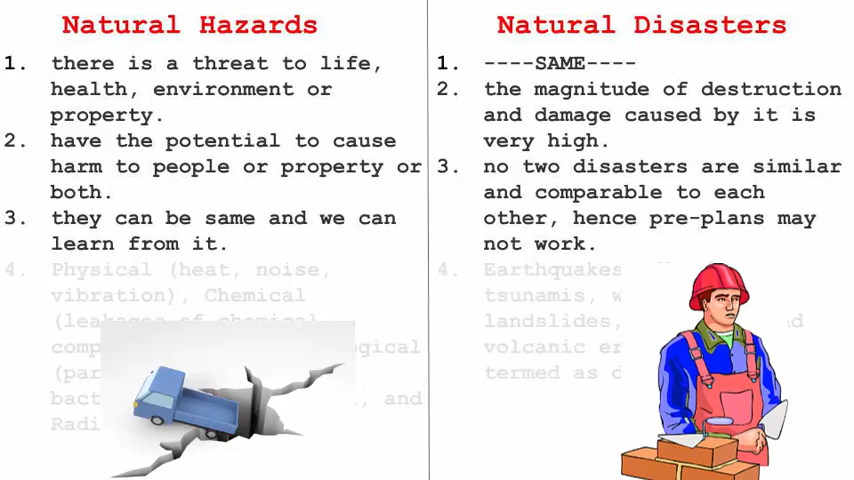 Natural Hazards
1. there is a threat to life,
health, environment or
property.
2. have the potential to cause
harm to people or property or
both.
3. they can be same and we can
learn from it.
4. Physical (heat, noise,
vibration), Chemical
(leakages of chemical
and
Natural Disasters
1. ----SAME----
2. the magnitude of destruction
and damage caused by it is
very high.
3. no two disasters are similar
and comparable to each
other, hence pre-plans may
not work.
4. Earthquakes
tsunamis,
landslides,
volcanic
termed as